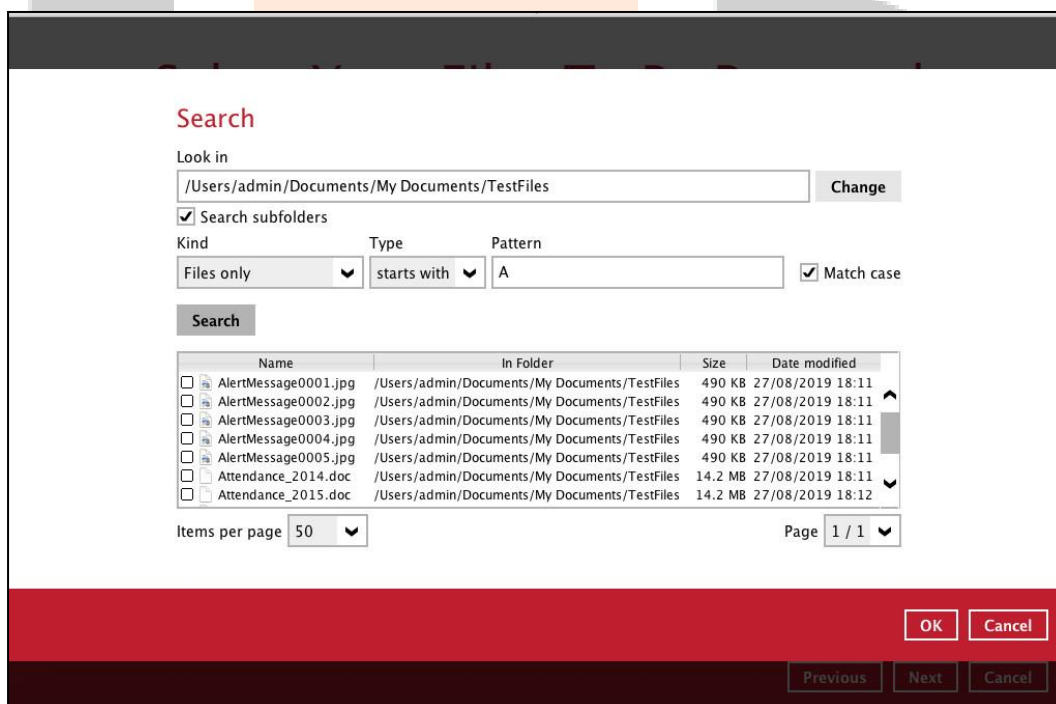 Search
Look in
/Users/admin/Documents/My Documents/TestFiles
Change
Search subfolders
Kind Type Pattern
Files only starts with A Match case
Search
Name In Folder Size Date modified
AlertMessage0001.jpg /Users/admin/Documents/My Documents/TestFiles 490 KB 27/08/2019 18:11
AlertMessage0002.jpg /Users/admin/Documents/My Documents/TestFiles 490 KB 27/08/2019 18:11
AlertMessage0003.jpg /Users/admin/Documents/My Documents/TestFiles 490 KB 27/08/2019 18:11
AlertMessage0004.jpg /Users/admin/Documents/My Documents/TestFiles 490 KB 27/08/2019 18:11
AlertMessage0005.jpg /Users/admin/Documents/My Documents/TestFiles 490 KB 27/08/2019 18:11
Attendance_2014.doc /Users/admin/Documents/My Documents/TestFiles 14.2 MB 27/08/2019 18:11
Attendance_2015.doc /Users/admin/Documents/My Documents/TestFiles 14.2 MB 27/08/2019 18:12
Items per page 50 Page 1 / 1
OK Cancel
Previous Next Cancel